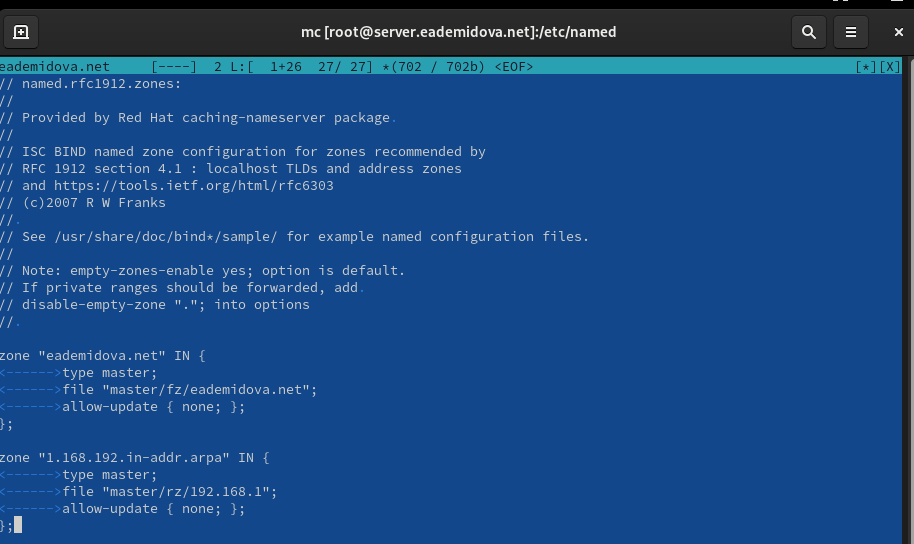 mc [root@server.eademidova.net]:/etc/named
eademidova.net     [----]  2 L:[  1+26  27/ 27] *(702 / 702b) <EOF>     [*][X]
// named.rfc1912.zones:
//
// Provided by Red Hat caching-nameserver package.
//
// ISC BIND named zone configuration for zones recommended by
// RFC 1912 section 4.1 : localhost TLDs and address zones
// and https://tools.ietf.org/html/rfc6303
// (c)2007 R W Franks
//.
// See /usr/share/doc/bind*/sample/ for example named configuration files.
//
// Note: empty-zones-enable yes; option is default.
// If private ranges should be forwarded, add.
// disable-empty-zone "."; into options
//.
zone "eademidova.net" IN {
<------>type master;
<------>file "master/fz/eademidova.net";
<------>allow-update { none; };
};
zone "1.168.192.in-addr.arpa" IN {
<------>type master;
<------>file "master/rz/192.168.1";
<------>allow-update { none; };
};